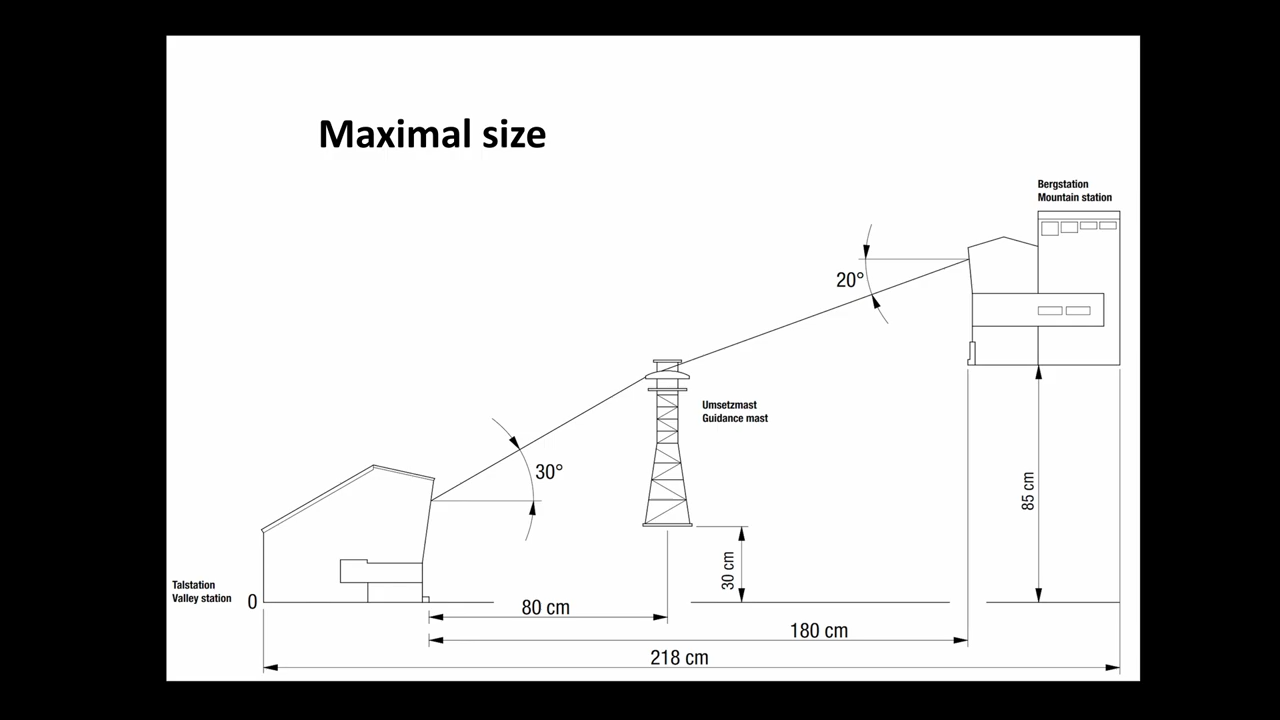 Maximal size
Bergstation
Mountain station
20°
Umsetzmast
Guidance mast
30°
85 cm
30 cm
Talstation
Valley station
0
80 cm
180 cm
218 cm